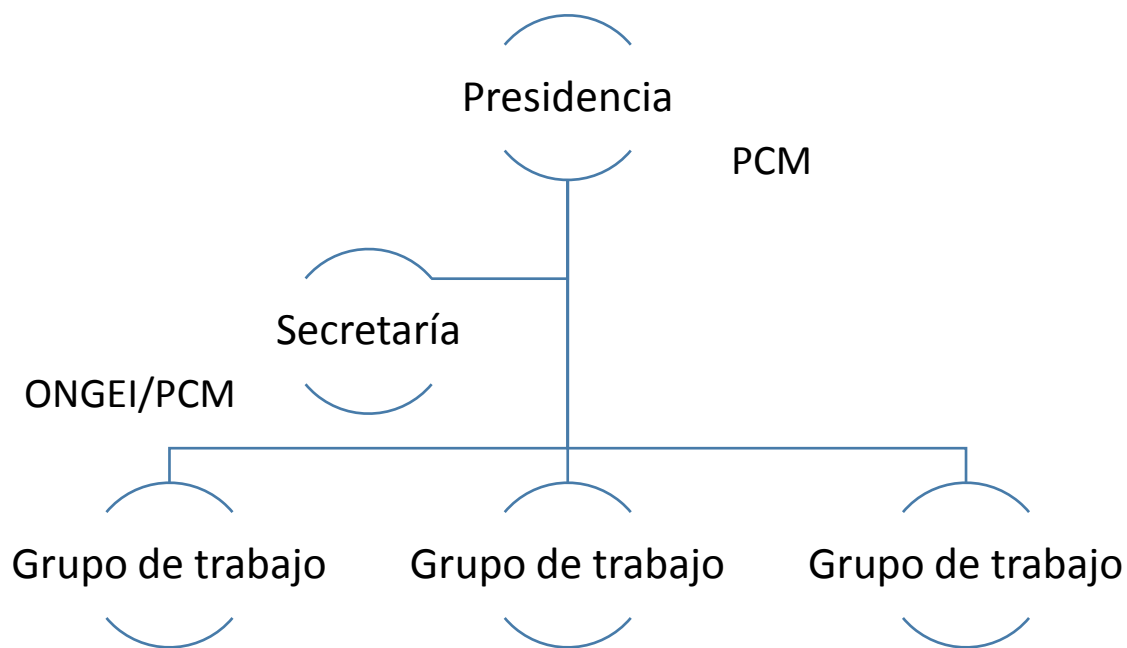 Presidencia
PCM
Secretaría
ONGEI/PCM
Grupo de trabajo
Grupo de trabajo
Grupo de trabajo